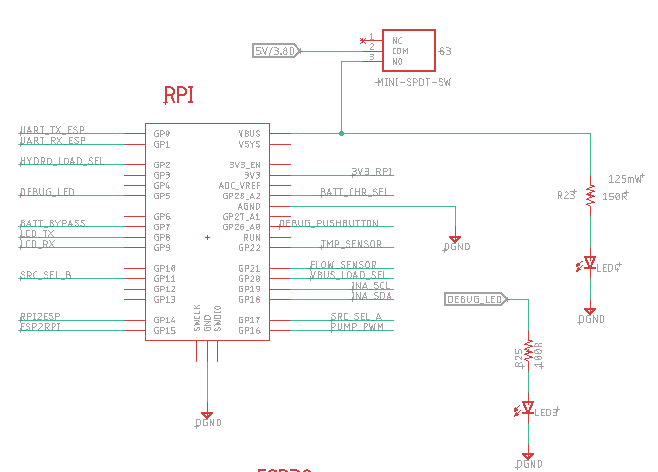 1 NC
5V/3.8D 2 COM G3
3 NO
MINI-SPDT-SW
RPI
UART_TX_ESP GP0 VBUS
UART_RX_ESP GP1 VSYS
HYDRO_LOAD_SEL GP2 3V3_EN
GP3 3V3 3V3_RPI
GP4 ADC_VREF
DEBUG_LED GP5 GP28_A2 BATT_CHR_SEL
AGND
GP6 GP27_A1
BATT_BYPASS GP7 GP26_A0 DEBUG_PUSHBUTTON
LCD_TX GP8 RUN
LCD_RX GP9 GP22 TMP_SENSOR
GP10 GP21 FLOW_SENSOR
SRC_SEL_B GP11 GP20 VBUS_LOAD_SEL
GP12 GP19 INA_SCL
GP13 GP18 INA_SDA
RPI2ESP GP14 GP17 SRC_SEL_A
ESP2RPI GP15 GP16 PUMP_PWM
SWCLK
GND
SWDIO
DGND
DGND
125mW
R23 150R
LED4
DGND
DEBUG_LED
R25
100R
LED3
DGND